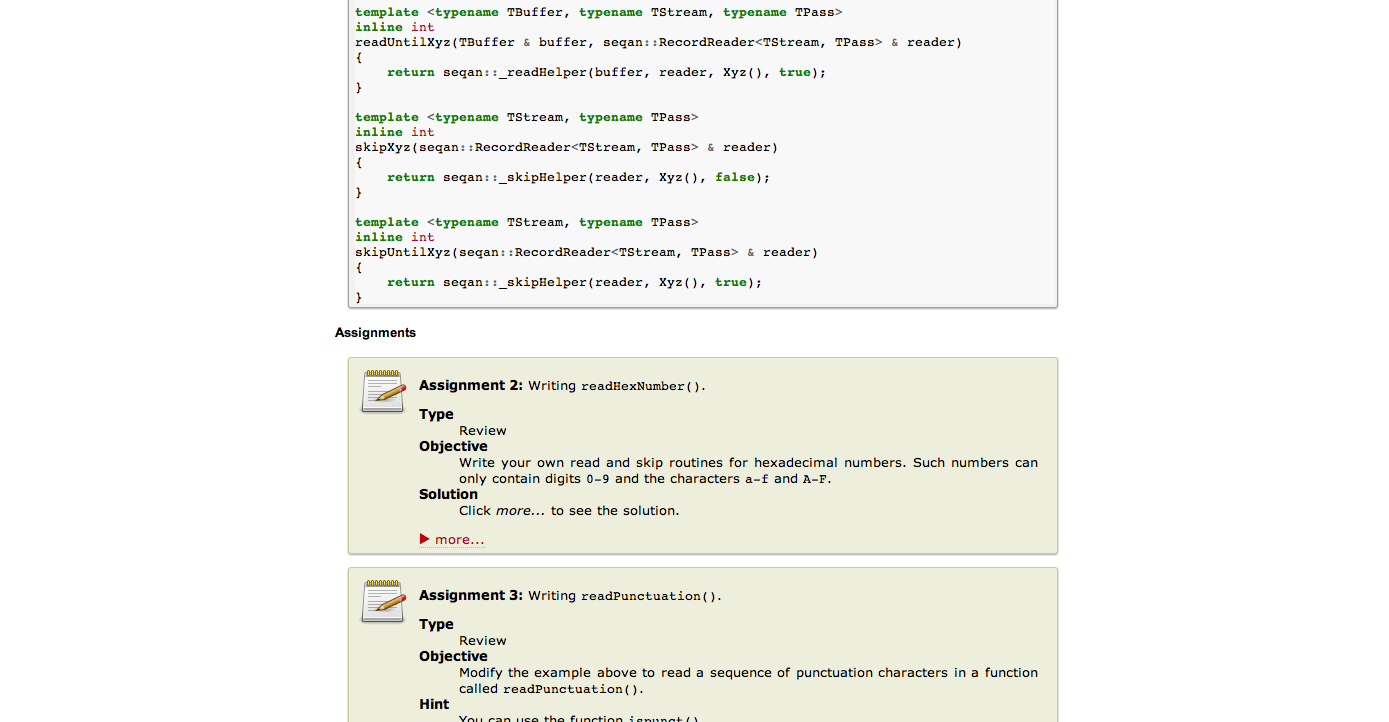 template <typename TBuffer, typename TStream, typename TPass>
inline int
readUntilXyz(TBuffer & buffer, seqan::RecordReader<TStream, TPass> & reader)
{
    return seqan::_readHelper(buffer, reader, Xyz(), true);
}
template <typename TStream, typename TPass>
inline int
skipXyz(seqan::RecordReader<TStream, TPass> & reader)
{
    return seqan::_skipHelper(reader, Xyz(), false);
}
template <typename TStream, typename TPass>
inline int
skipUntilXyz(seqan::RecordReader<TStream, TPass> & reader)
{
    return seqan::_skipHelper(reader, Xyz(), true);
}
Assignments
Assignment 2: Writing readHexNumber().
Type
Review
Objective
Write your own read and skip routines for hexadecimal numbers. Such numbers can
only contain digits 0-9 and the characters a-f and A-F.
Solution
Click more... to see the solution.
more...
Assignment 3: Writing readPunctuation().
Type
Review
Objective
Modify the example above to read a sequence of punctuation characters in a function
called readPunctuation().
Hint
You can use the function ispunct()